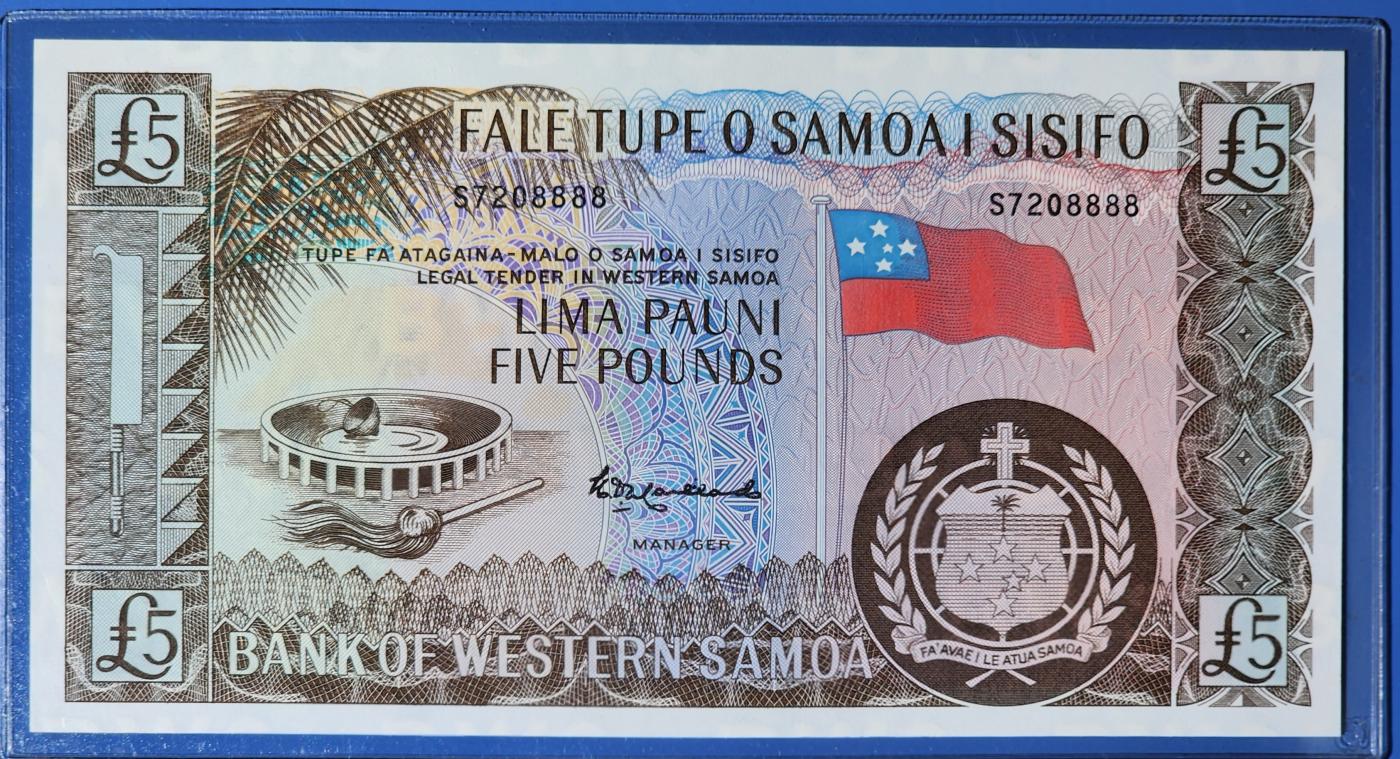 £5
£5
FALE TUPE O SAMOA I SISIFO
S7208888
S7208888
TUPE FA'ATAGAINA-MALO O SAMOA I SISIFO
LEGAL TENDER IN WESTERN SAMOA
LIMA PAUNI
FIVE POUNDS
MANAGER
£5
BANK OF WESTERN SAMOA
FA'AVAE I LE ATUA SAMOA
£5